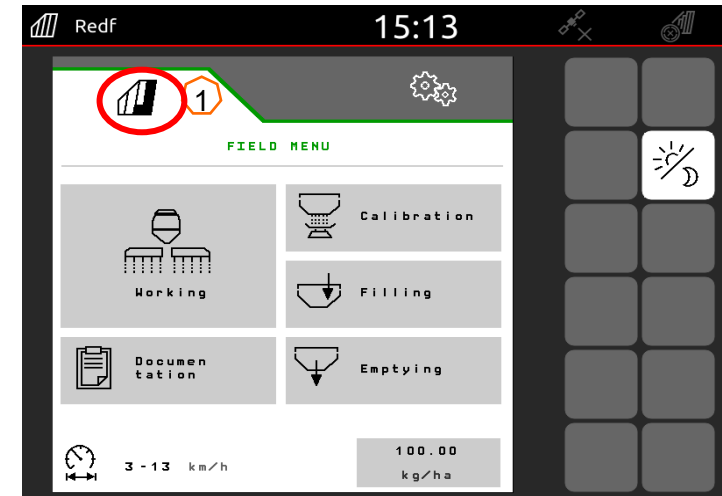 Redf
15:13
1
FIELD MENU
Working
Calibration
Filling
Documen
tation
Emptying
3-13 km/h
100.00
kg/ha